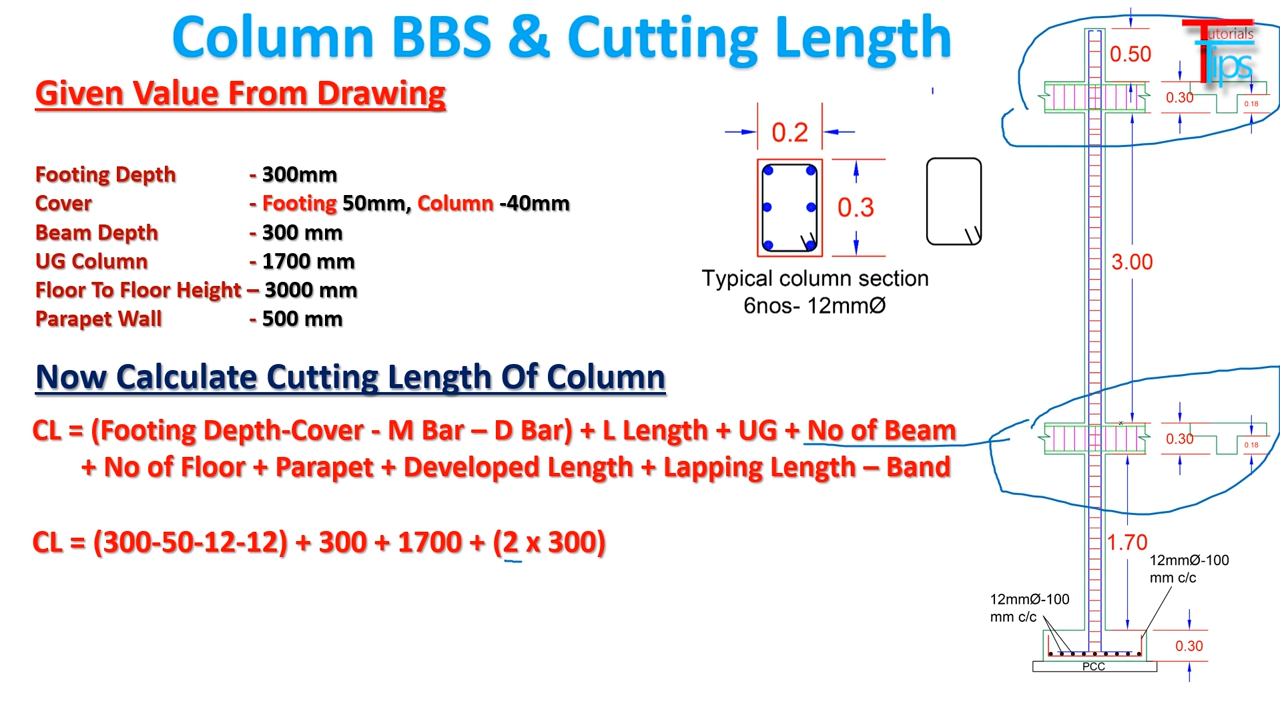 Column BBS & Cutting Length
Tutorials
Tips
Given Value From Drawing
Footing Depth - 300mm
Cover - Footing 50mm, Column -40mm
Beam Depth - 300 mm
UG Column - 1700 mm
Floor To Floor Height – 3000 mm
Parapet Wall - 500 mm
0.2
0.3
Typical column section
6nos- 12mmØ
Now Calculate Cutting Length Of Column
CL = (Footing Depth-Cover - M Bar – D Bar) + L Length + UG + No of Beam
+ No of Floor + Parapet + Developed Length + Lapping Length – Band
CL = (300-50-12-12) + 300 + 1700 + (2 x 300)
0.50
0.30
0.18
3.00
0.30
0.18
1.70
12mmØ-100
mm c/c
12mmØ-100
mm c/c
0.30
PCC